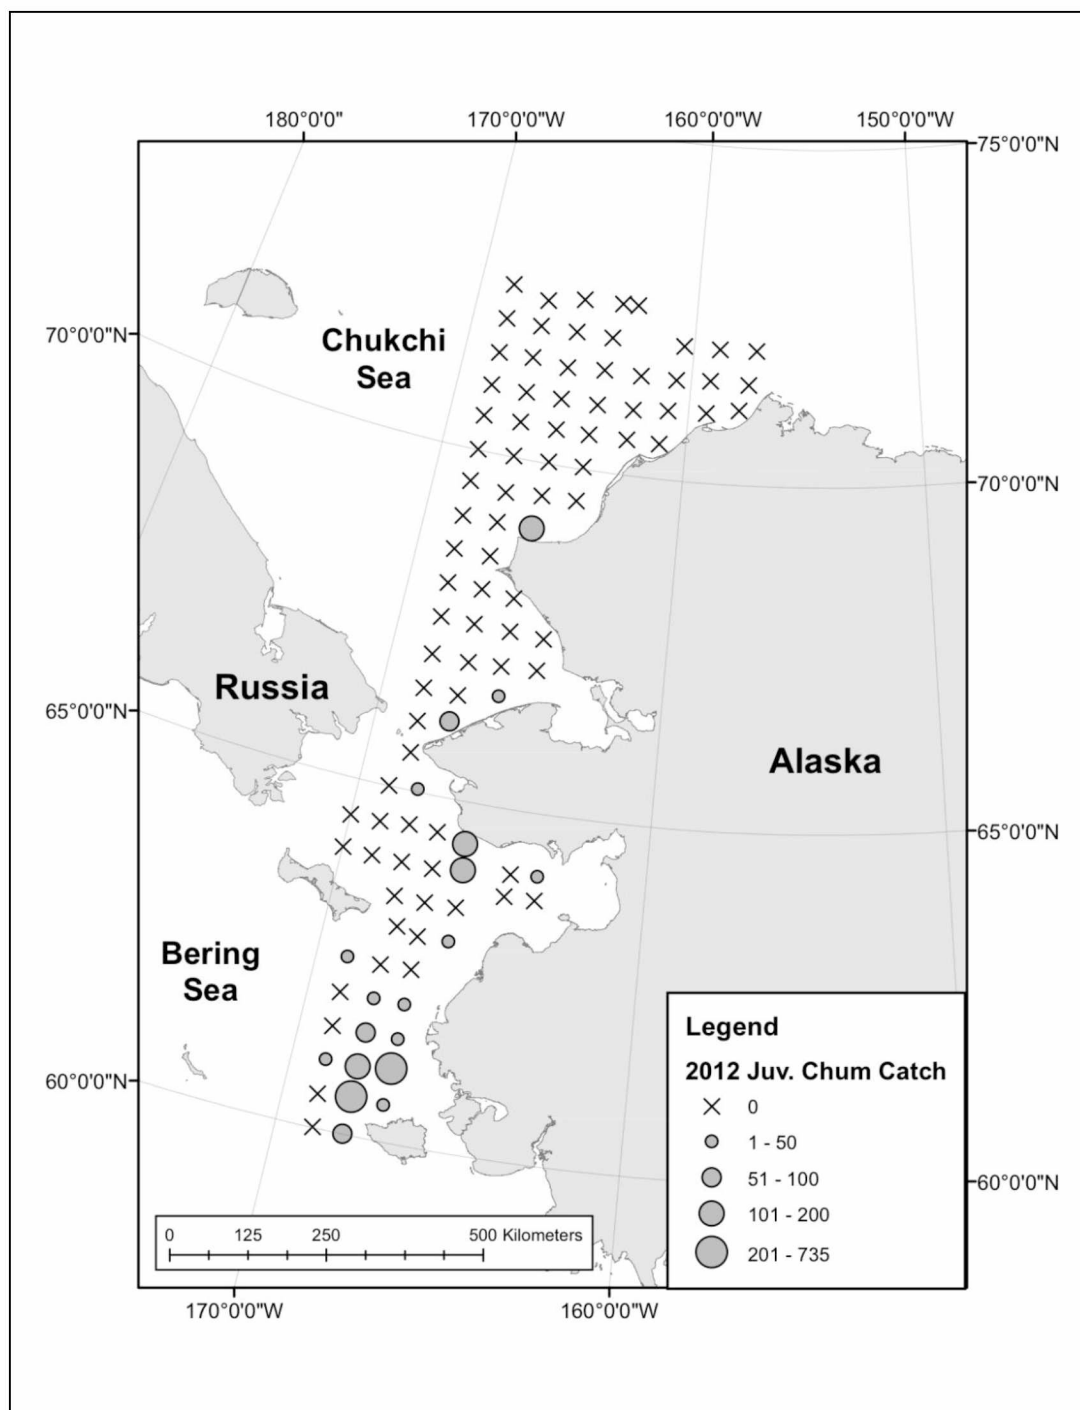 180°0'0"
170°0'0"W
160°0'0"W
150°0'0"W
75°0'0"N
70°0'0"N
Chukchi
Sea
70°0'0"N
Russia
65°0'0"N
Alaska
65°0'0"N
Bering
Sea
60°0'0"N
60°0'0"N
Legend
2012 Juv. Chum Catch
0
1 - 50
51 - 100
101 - 200
201 - 735
0 125 250 500 Kilometers
170°0'0"W
160°0'0"W